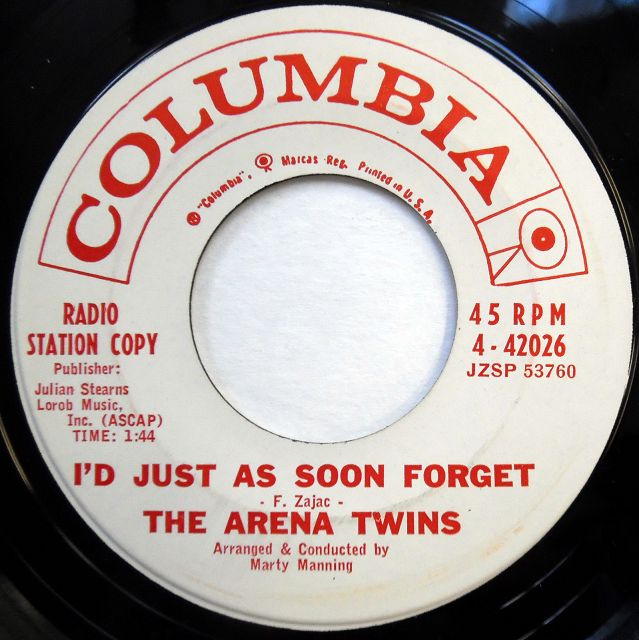 COLUMBIA
® "Columbia", Marcas Reg. Printed in U.S.A.
RADIO
STATION COPY
Publisher:
Julian Stearns
Lorob Music,
Inc. (ASCAP)
TIME: 1:44
45 RPM
4-42026
JZSP 53760
I'D JUST AS SOON FORGET
- F. Zajac -
THE ARENA TWINS
Arranged & Conducted by
Marty Manning